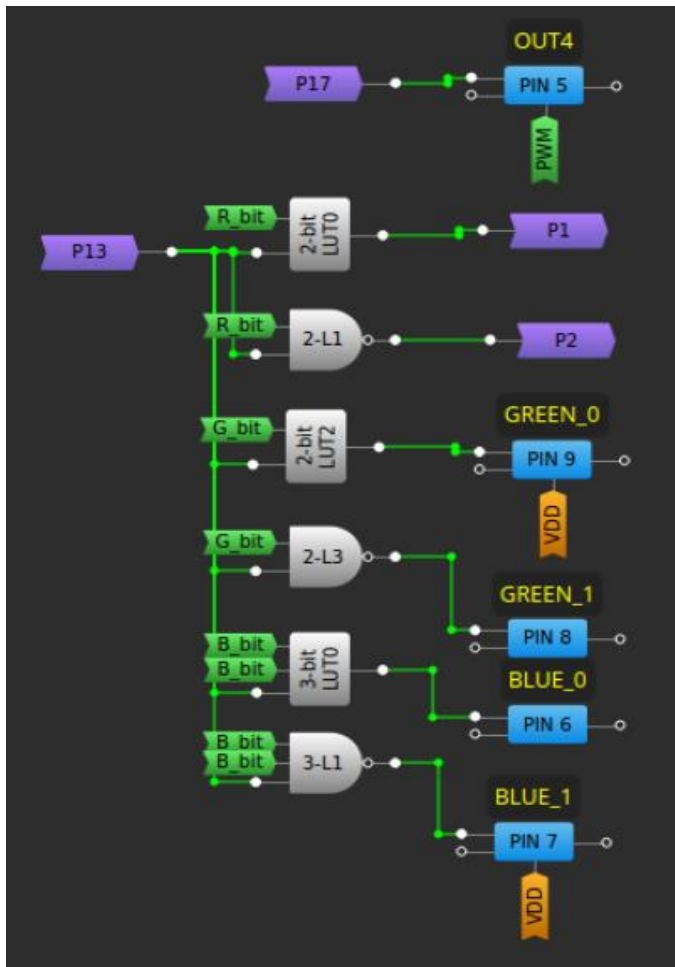 OUT4
P17
PIN 5
PWM
R_bit
2-bit
LUT0
P13
P1
R_bit
2-L1
P2
G_bit
2-bit
LUT2
GREEN_0
PIN 9
VDD
G_bit
2-L3
GREEN_1
PIN 8
B_bit
B_bit
3-bit
LUT0
BLUE_0
PIN 6
B_bit
B_bit
3-L1
BLUE_1
PIN 7
VDD